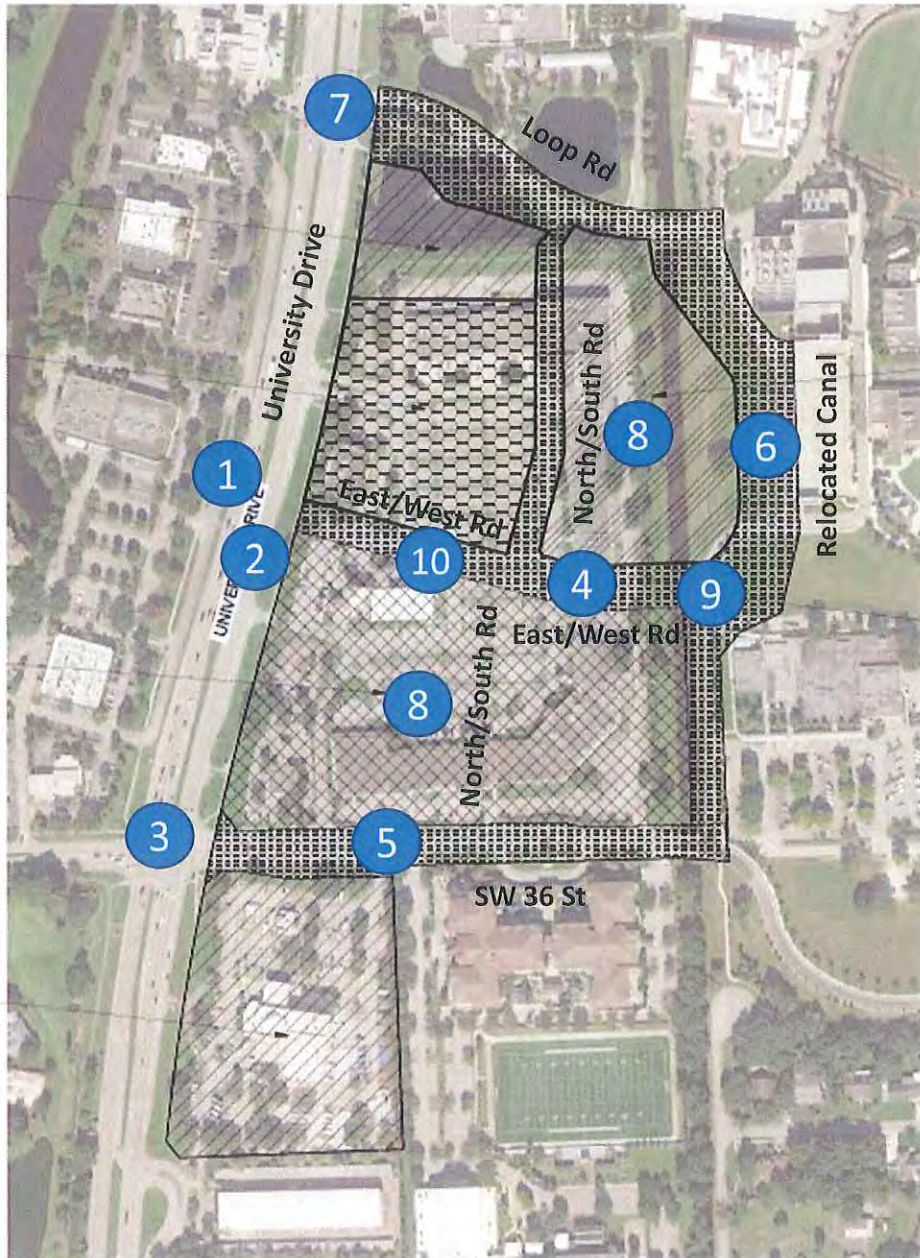 7
Loop Rd
University Drive
North/South Rd
8
6
Relocated Canal
1
UNIVERSITY DRIVE
2
East/West Rd
10
4
9
East/West Rd
North/South Rd
8
3
5
SW 36 St